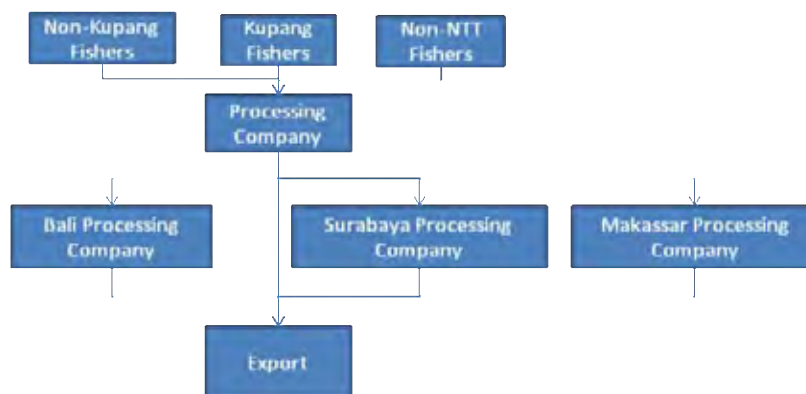 Non-Kupang
Fishers
Kupang
Fishers
Non-NTT
Fishers
Processing
Company
Bali Processing
Company
Surabaya Processing
Company
Makassar Processing
Company
Export